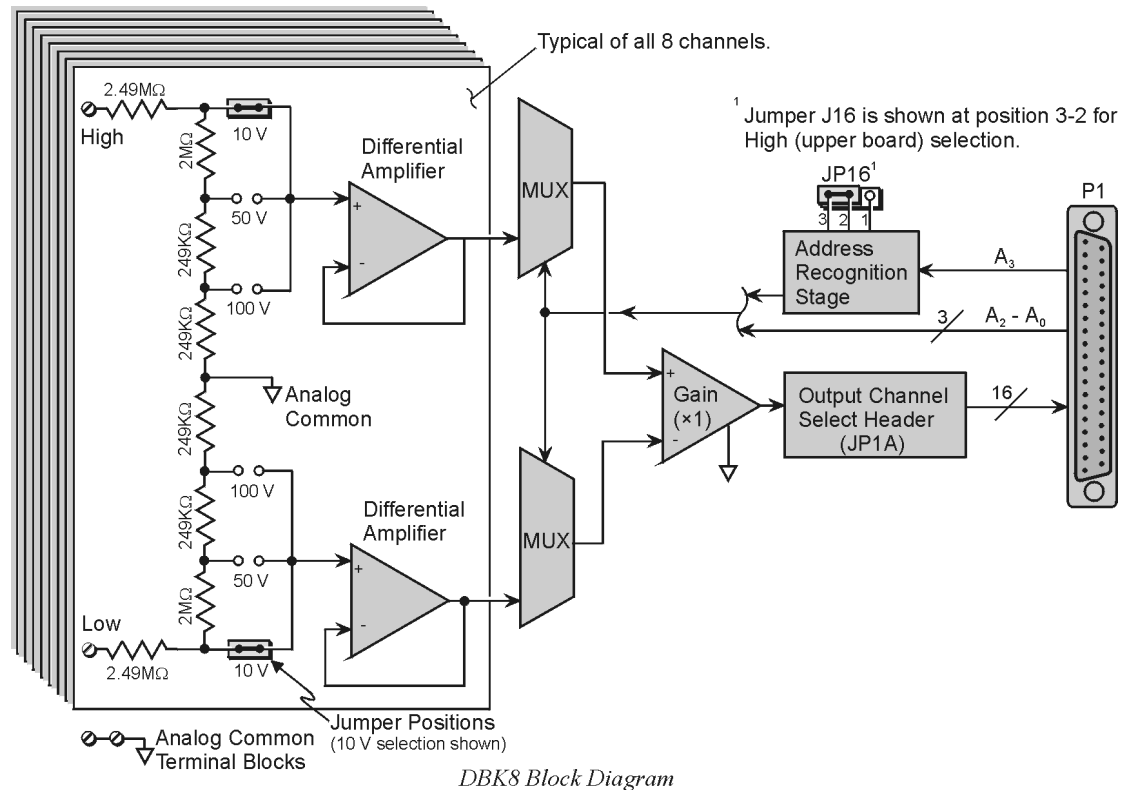 Typical of all 8 channels.
2.49MΩ
High
10 V
2MΩ
50 V
249KΩ
100 V
249KΩ
Analog
Common
249KΩ
100 V
249KΩ
50 V
2MΩ
Low
2.49MΩ
10 V
Differential
Amplifier
+
-
Differential
Amplifier
+
-
MUX
MUX
1 Jumper J16 is shown at position 3-2 for
High (upper board) selection.
JP16¹
3 2 1
Address
Recognition
Stage
P1
A₃
3
A₂ - A₀
+
Gain
(×1)
-
Output Channel
Select Header
(JP1A)
16
Jumper Positions
(10 V selection shown)
Analog Common
Terminal Blocks
DBK8 Block Diagram